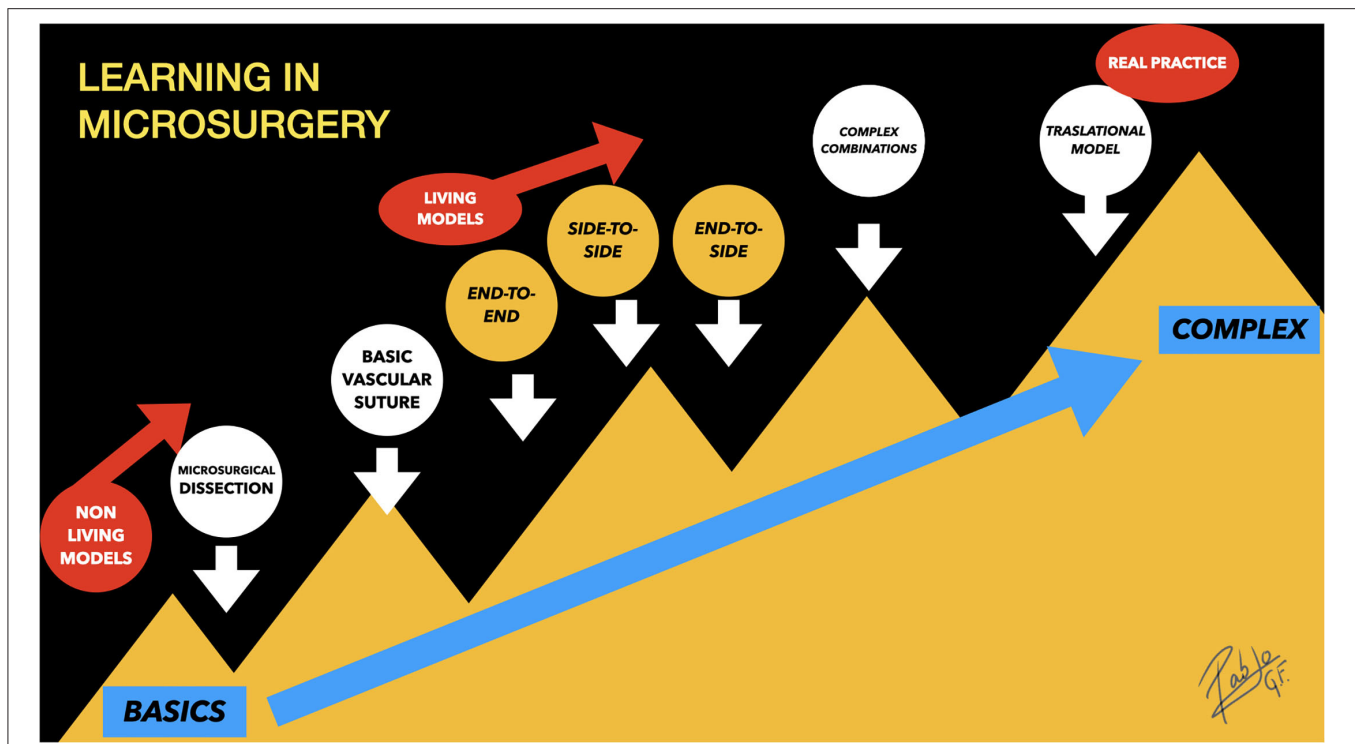 LEARNING IN
MICROSURGERY
REAL PRACTICE
COMPLEX
COMBINATIONS
TRASLATIONAL
MODEL
LIVING
MODELS
SIDE-TO-
SIDE
END-TO-
SIDE
END-TO-
END
BASIC
VASCULAR
SUTURE
MICROSURGICAL
DISSECTION
NON
LIVING
MODELS
COMPLEX
BASICS
Pablo
G.F.